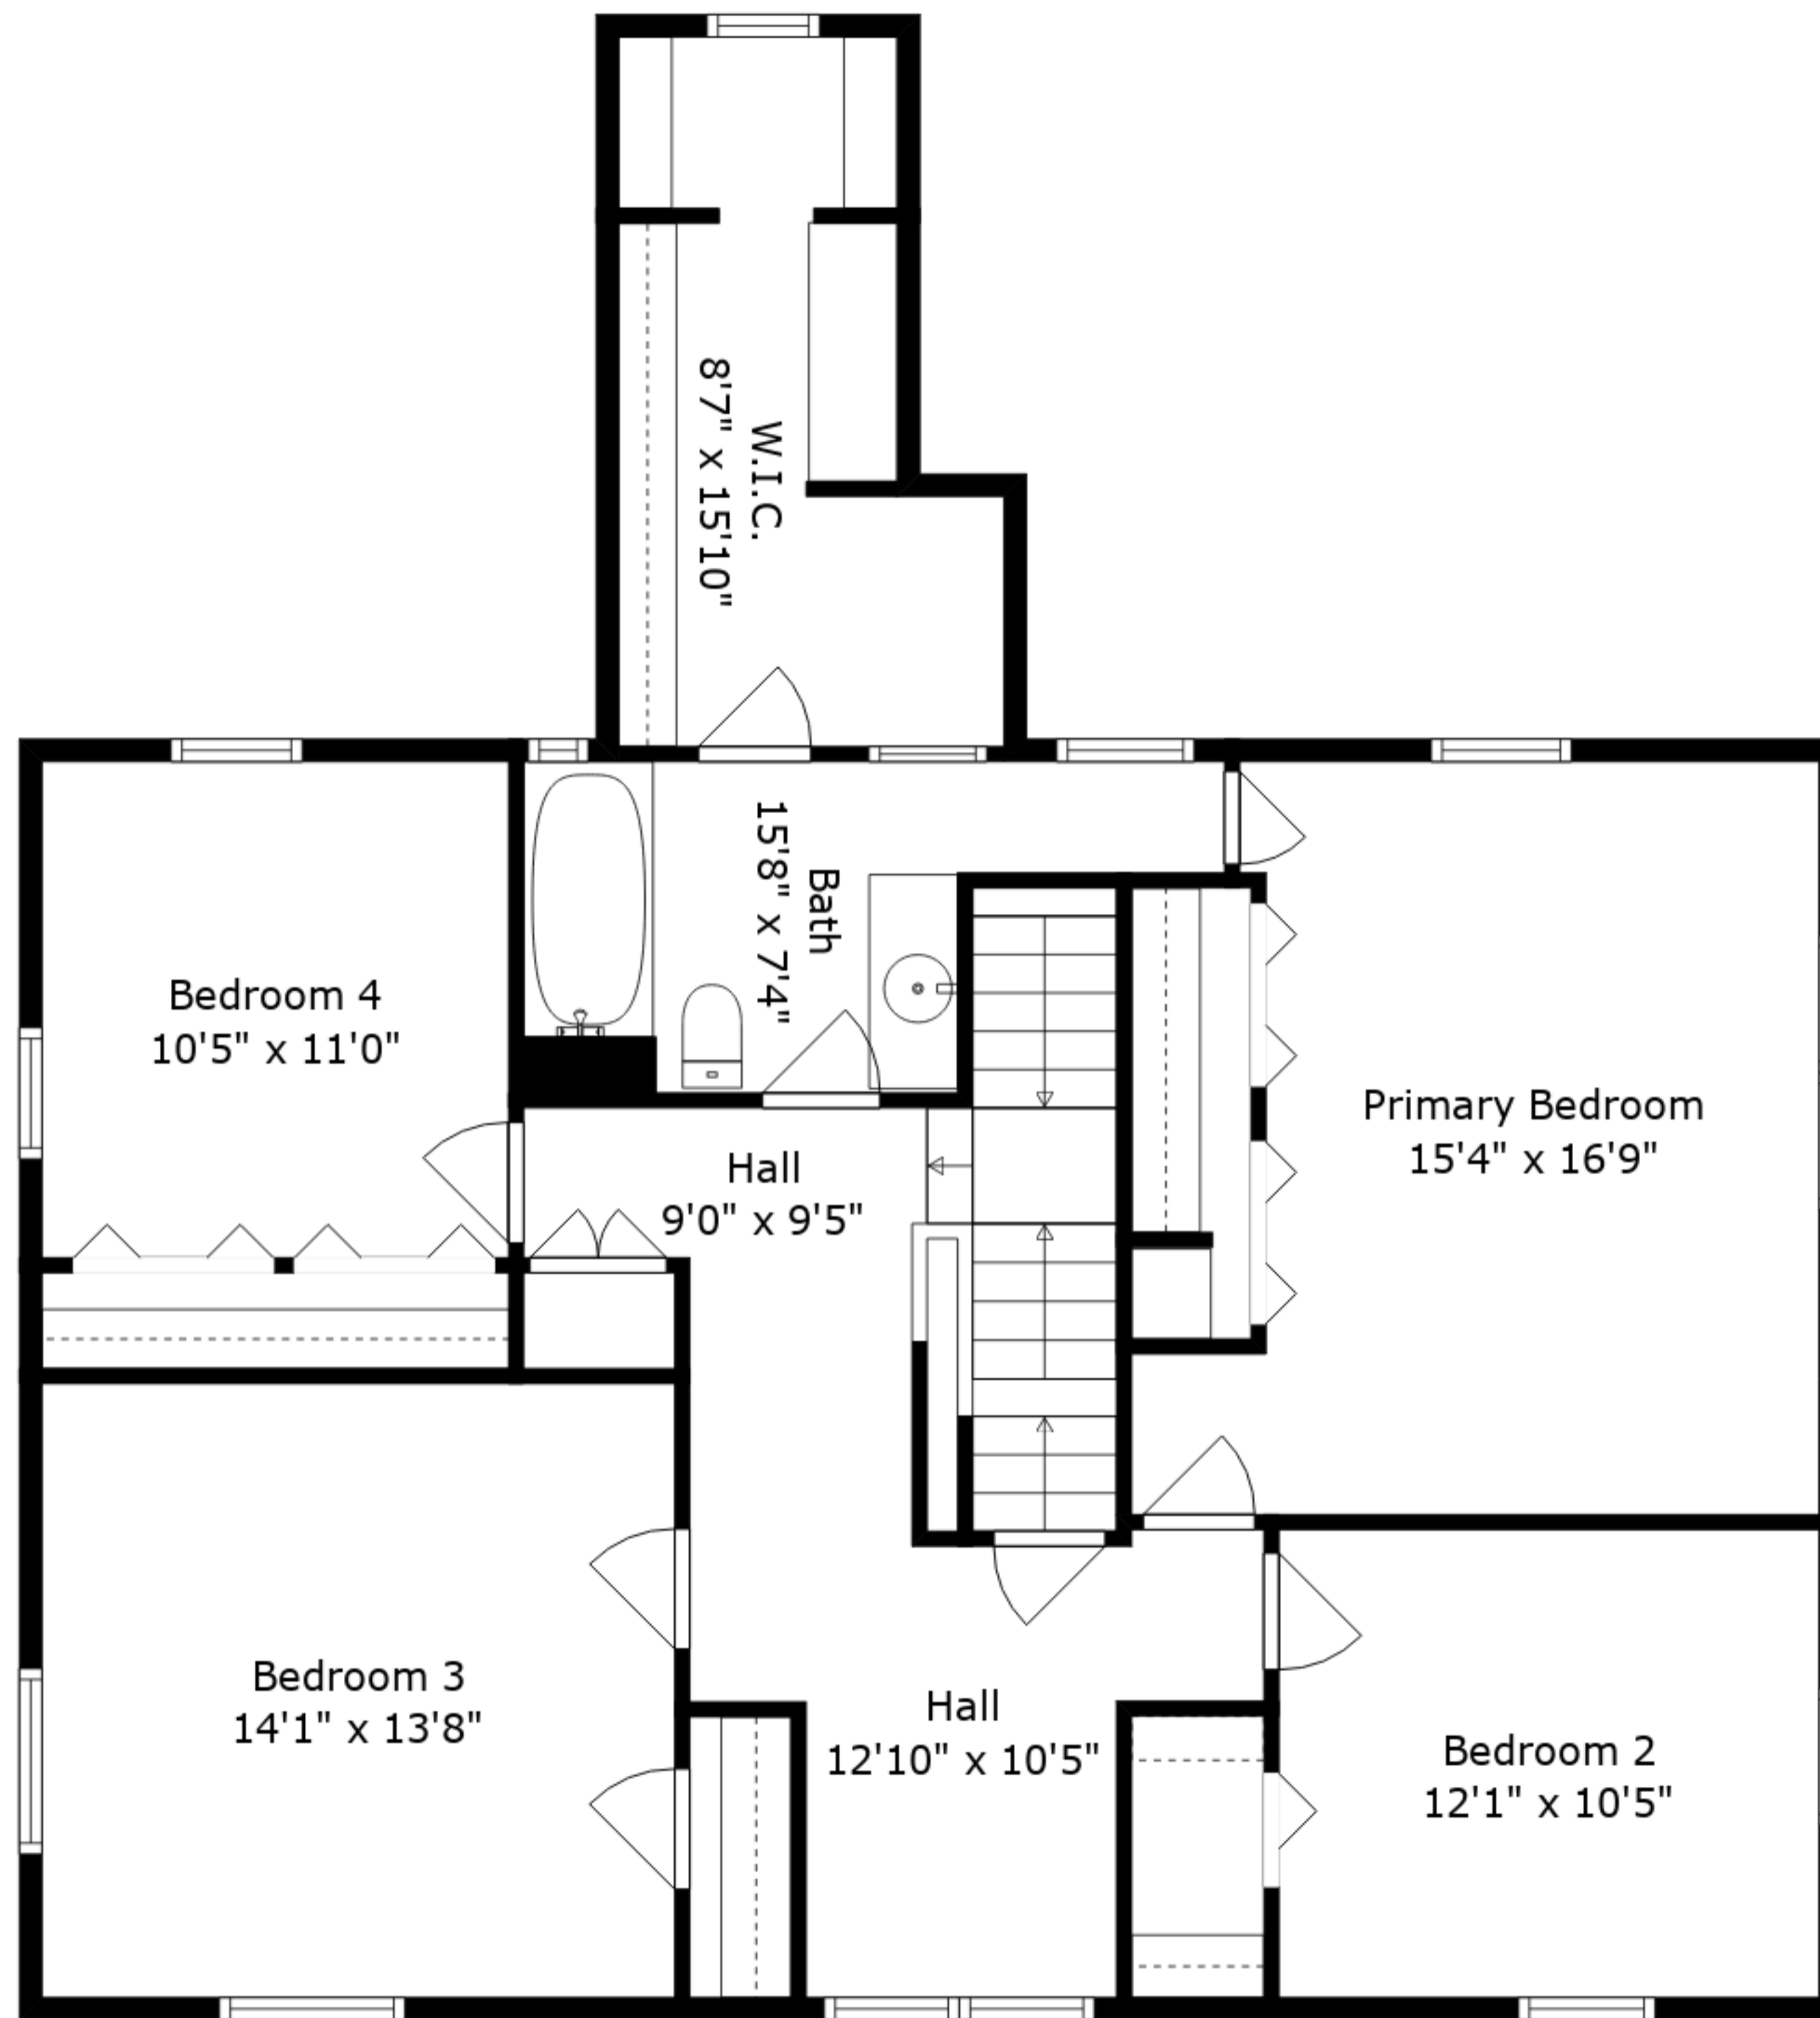 W.I.C.
8'7" x 15'10"
Bath
15'8" x 7'4"
Bedroom 4
10'5" x 11'0"
Primary Bedroom
15'4" x 16'9"
Hall
9'0" x 9'5"
Bedroom 3
14'1" x 13'8"
Hall
12'10" x 10'5"
Bedroom 2
12'1" x 10'5"